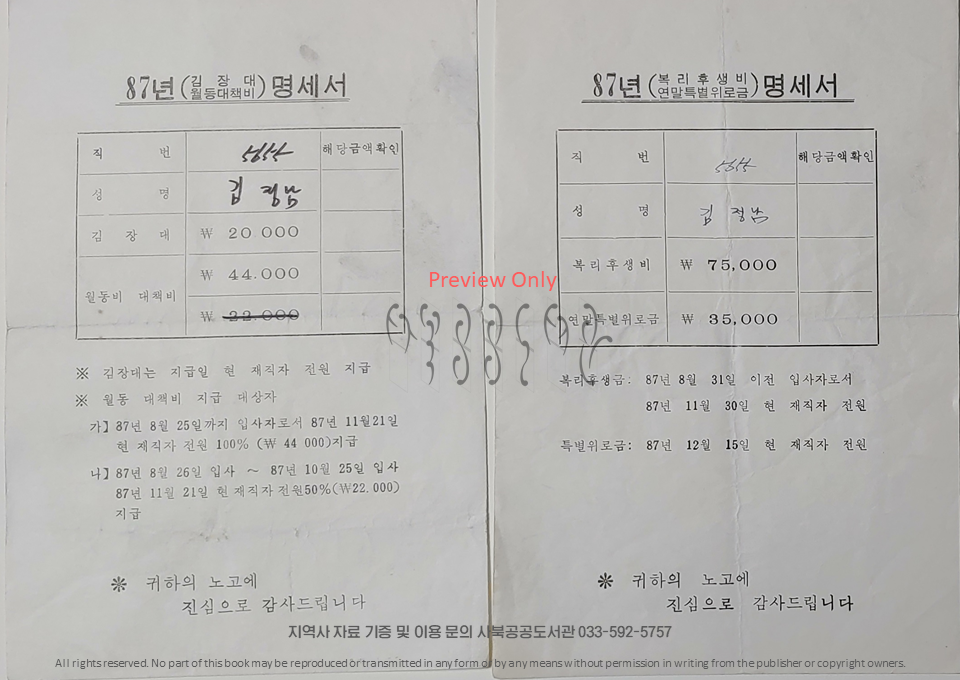 87년 (김장대 월동대책비) 명세서
직 번 5655 해당금액확인
성 명 김정남
김 장 대 ₩ 20 000
월동비 대책비 ₩ 44.000
₩ 22.000
※ 김장대는 지급일 현 재직자 전원 지급
※ 월동 대책비 지급 대상자
가】 87년 8월 25일까지 입사자로서 87년 11월21일
현 재직자 전원 100% (₩ 44 000)지급
나】 87년 8월 26일 입사 ~ 87년 10월 25일 입사
87년 11월 21일 현 재직자 전원50%(₩22.000)
지급
※ 귀하의 노고에
진심으로 감사드립니다
87년 (복리후생비 연말특별위로금) 명세서
직 번 5655 해당금액확인
성 명 김정남
복리후생비 ₩ 75,000
연말특별위로금 ₩ 35,000
복리후생금: 87년 8월 31일 이전 입사자로서
87년 11월 30일 현 재직자 전원
특별위로금: 87년 12월 15일 현 재직자 전원
※ 귀하의 노고에
진심으로 감사드립니다
Preview Only
지역사 자료 기증 및 이용 문의 사북공공도서관 033-592-5757
All rights reserved. No part of this book may be reproduced or transmitted in any form or by any means without permission in writing from the publisher or copyright owners.